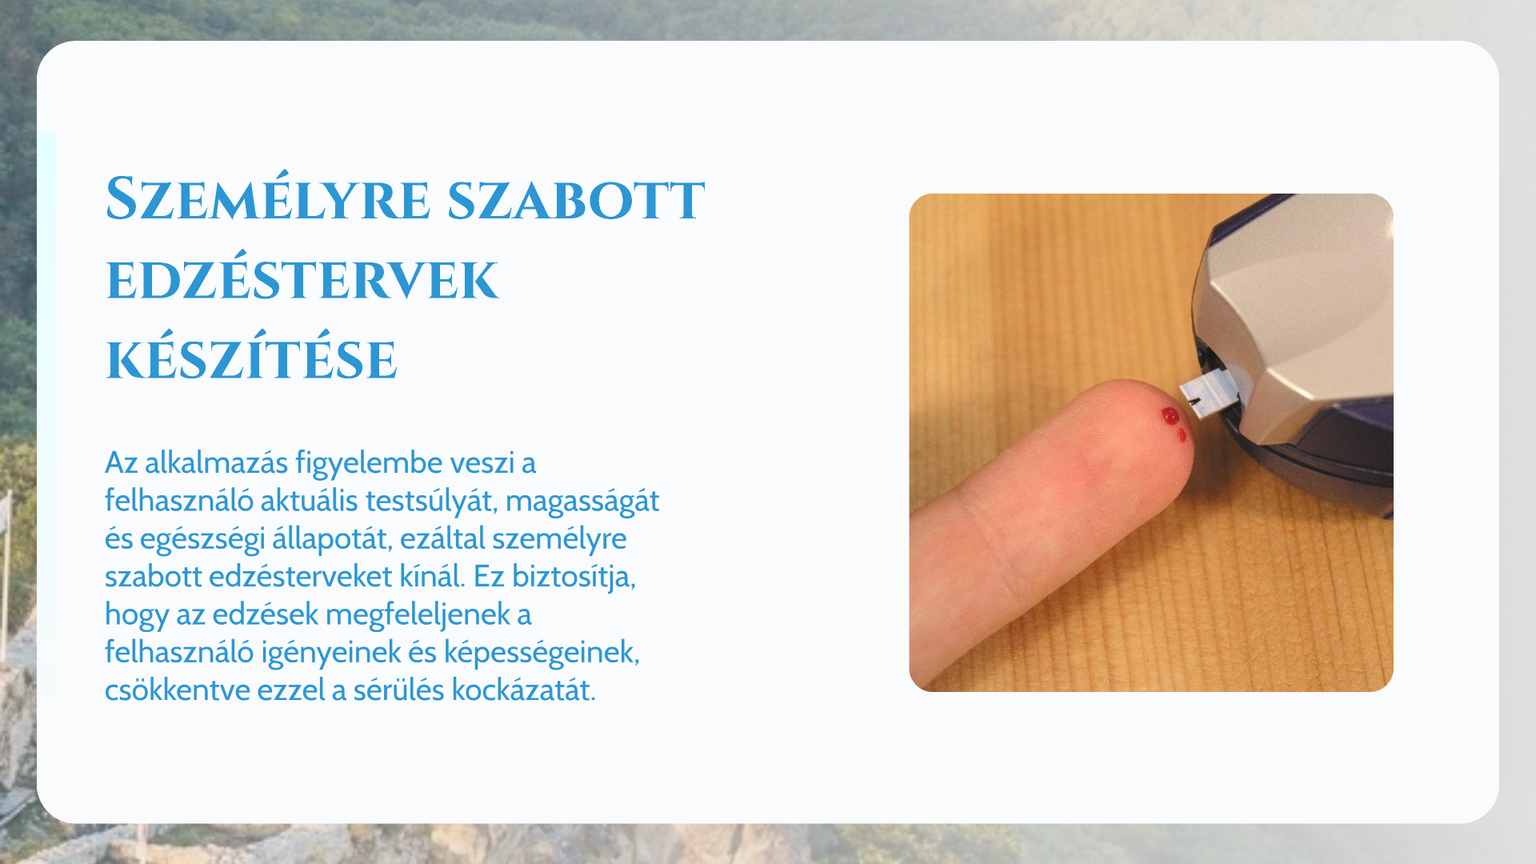 Személyre szabott
edzéstervek
készítése
Az alkalmazás figyelembe veszi a
felhasználó aktuális testsúlyát, magasságát
és egészségi állapotát, ezáltal személyre
szabott edzésterveket kínál. Ez biztosítja,
hogy az edzések megfeleljenek a
felhasználó igényeinek és képességeinek,
csökkentve ezzel a sérülés kockázatát.